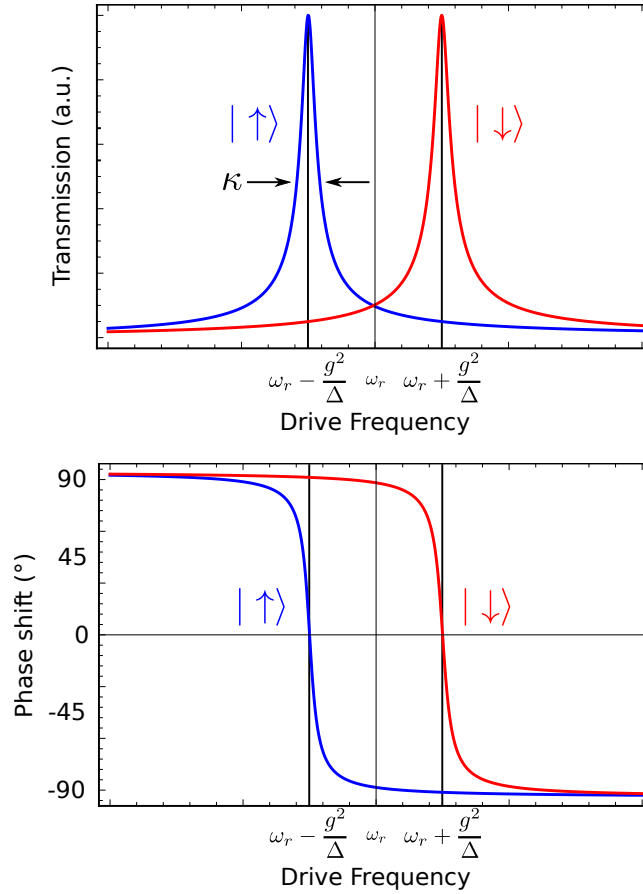 Transmission (a.u.)
| ↑⟩
| ↓⟩
κ
ω_r − g²/Δ
ω_r
ω_r + g²/Δ
Drive Frequency
Phase shift (°)
90
45
0
-45
-90
| ↑⟩
| ↓⟩
ω_r − g²/Δ
ω_r
ω_r + g²/Δ
Drive Frequency